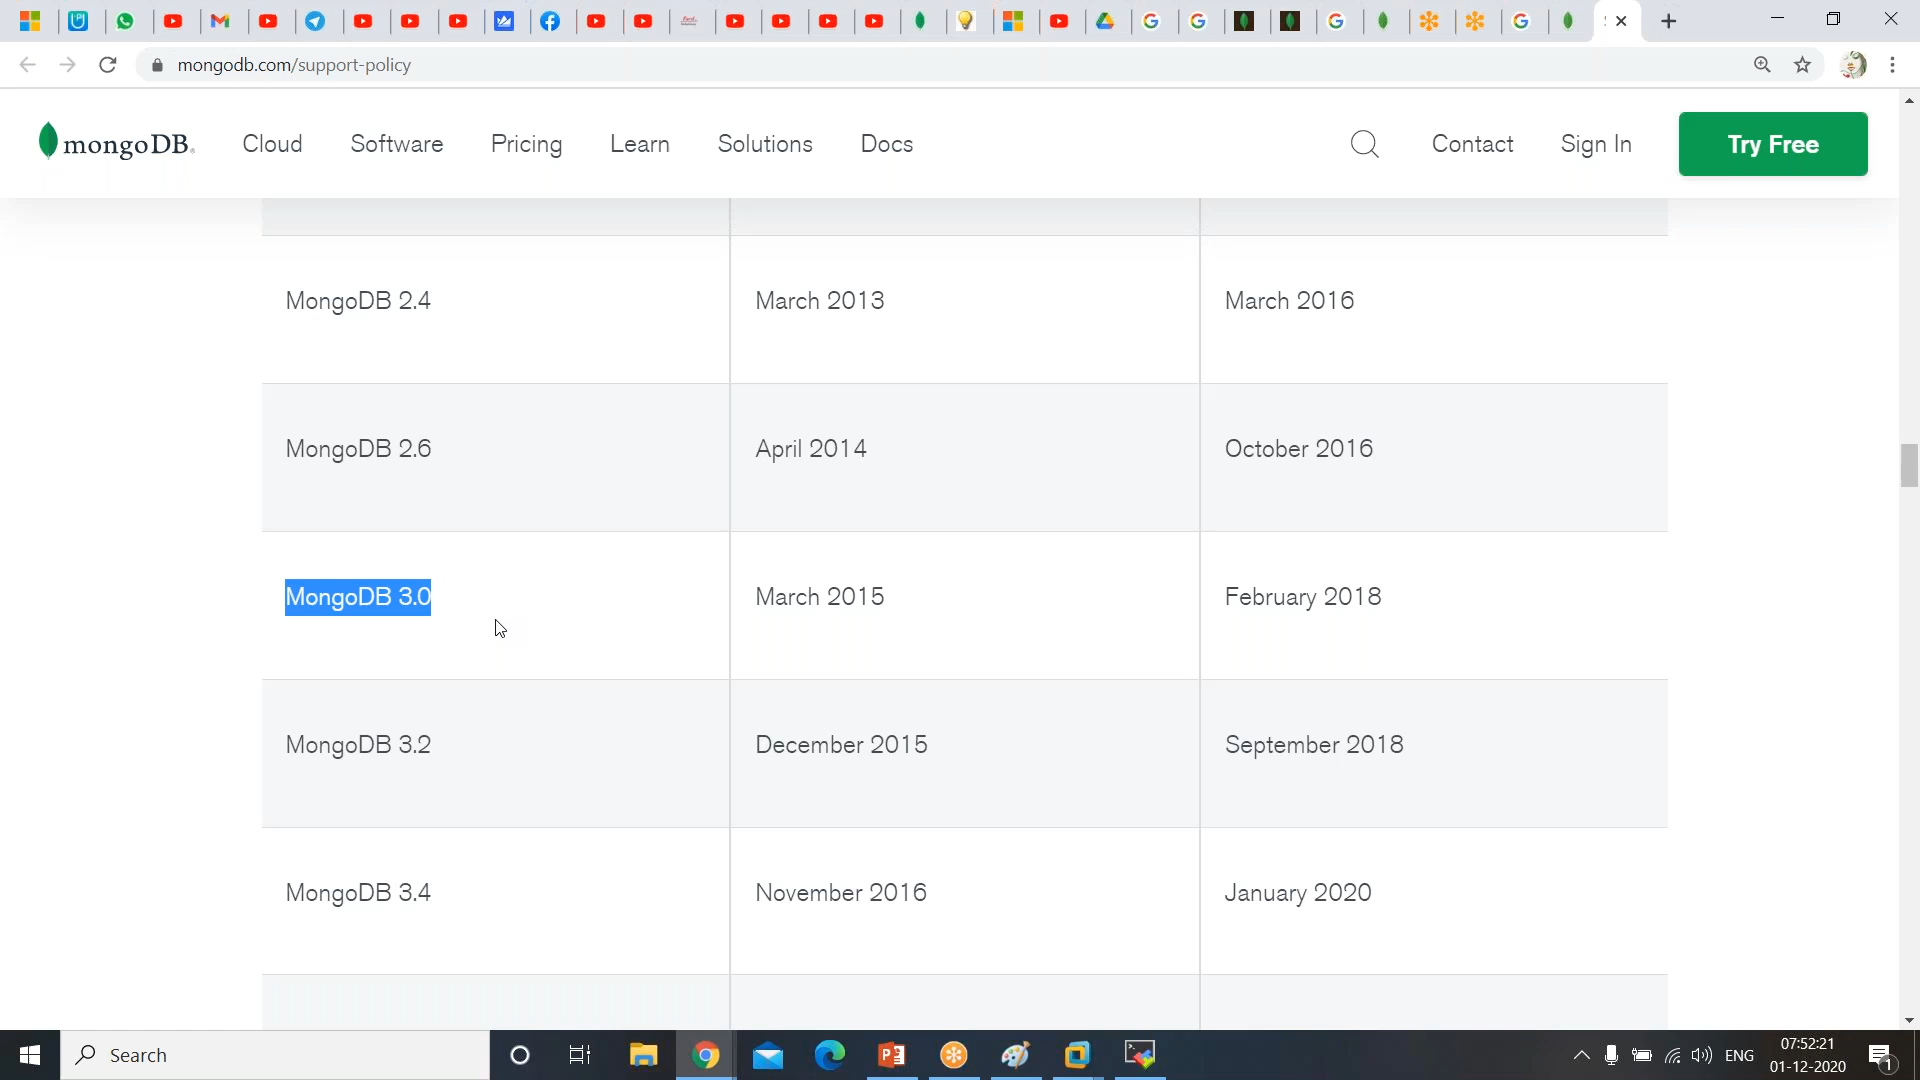 mongodb.com/support-policy
mongoDB.
Cloud
Software
Pricing
Learn
Solutions
Docs
Contact
Sign In
Try Free
MongoDB 2.4
March 2013
March 2016
MongoDB 2.6
April 2014
October 2016
MongoDB 3.0
March 2015
February 2018
MongoDB 3.2
December 2015
September 2018
MongoDB 3.4
November 2016
January 2020
Search
ENG
07:52:21
01-12-2020
1